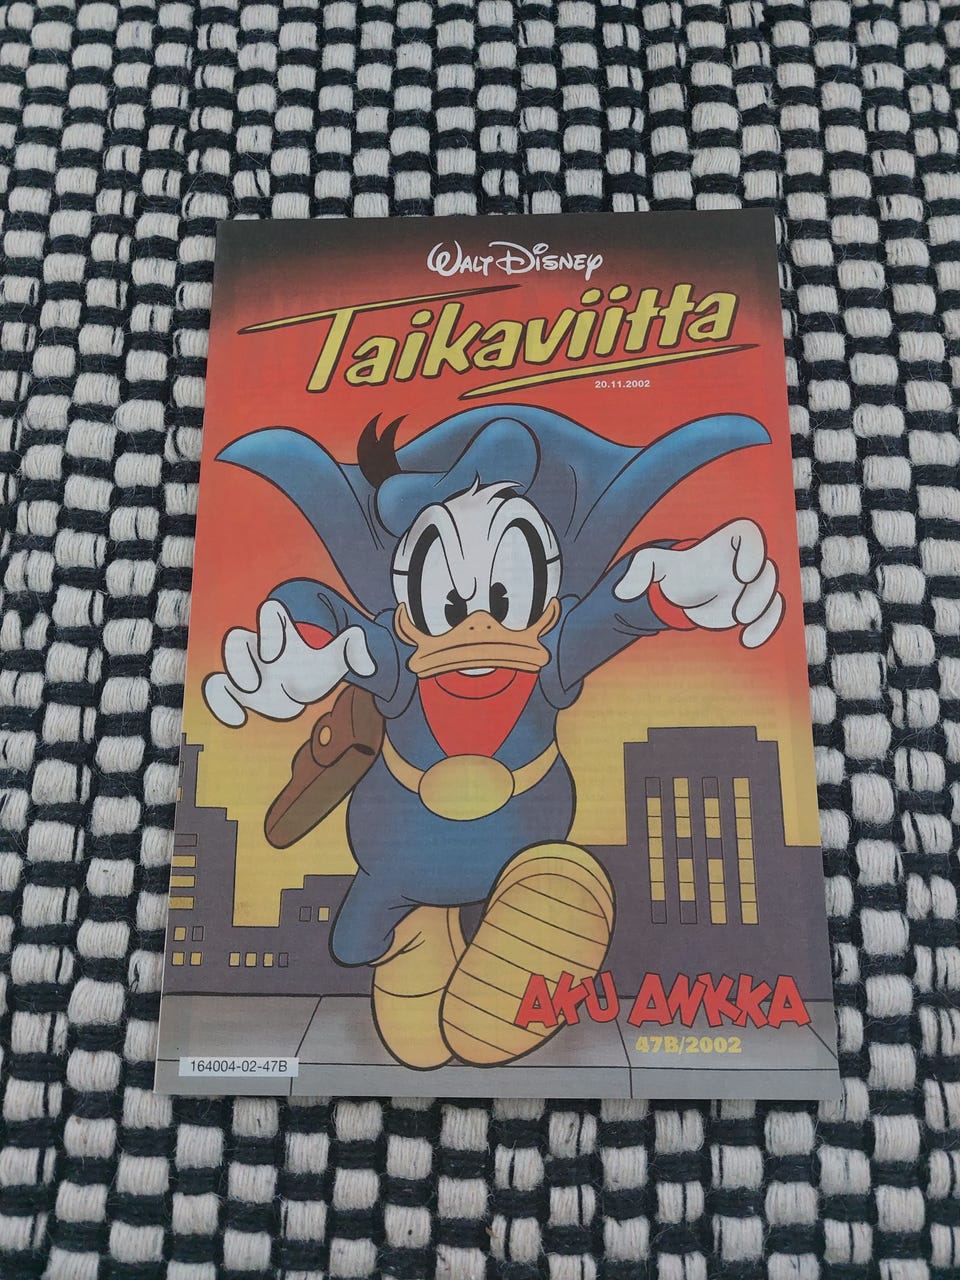 WALT DISNEY
Taikaviitta
20.11.2002
AKU ANKKA
47B/2002
164004-02-47B